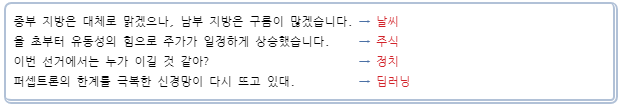 중부 지방은 대체로 맑겠으나, 남부 지방은 구름이 많겠습니다. → 날씨
올 초부터 유동성의 힘으로 주가가 일정하게 상승했습니다. → 주식
이번 선거에서는 누가 이길 것 같아? → 정치
퍼셉트론의 한계를 극복한 신경망이 다시 뜨고 있대. → 딥러닝